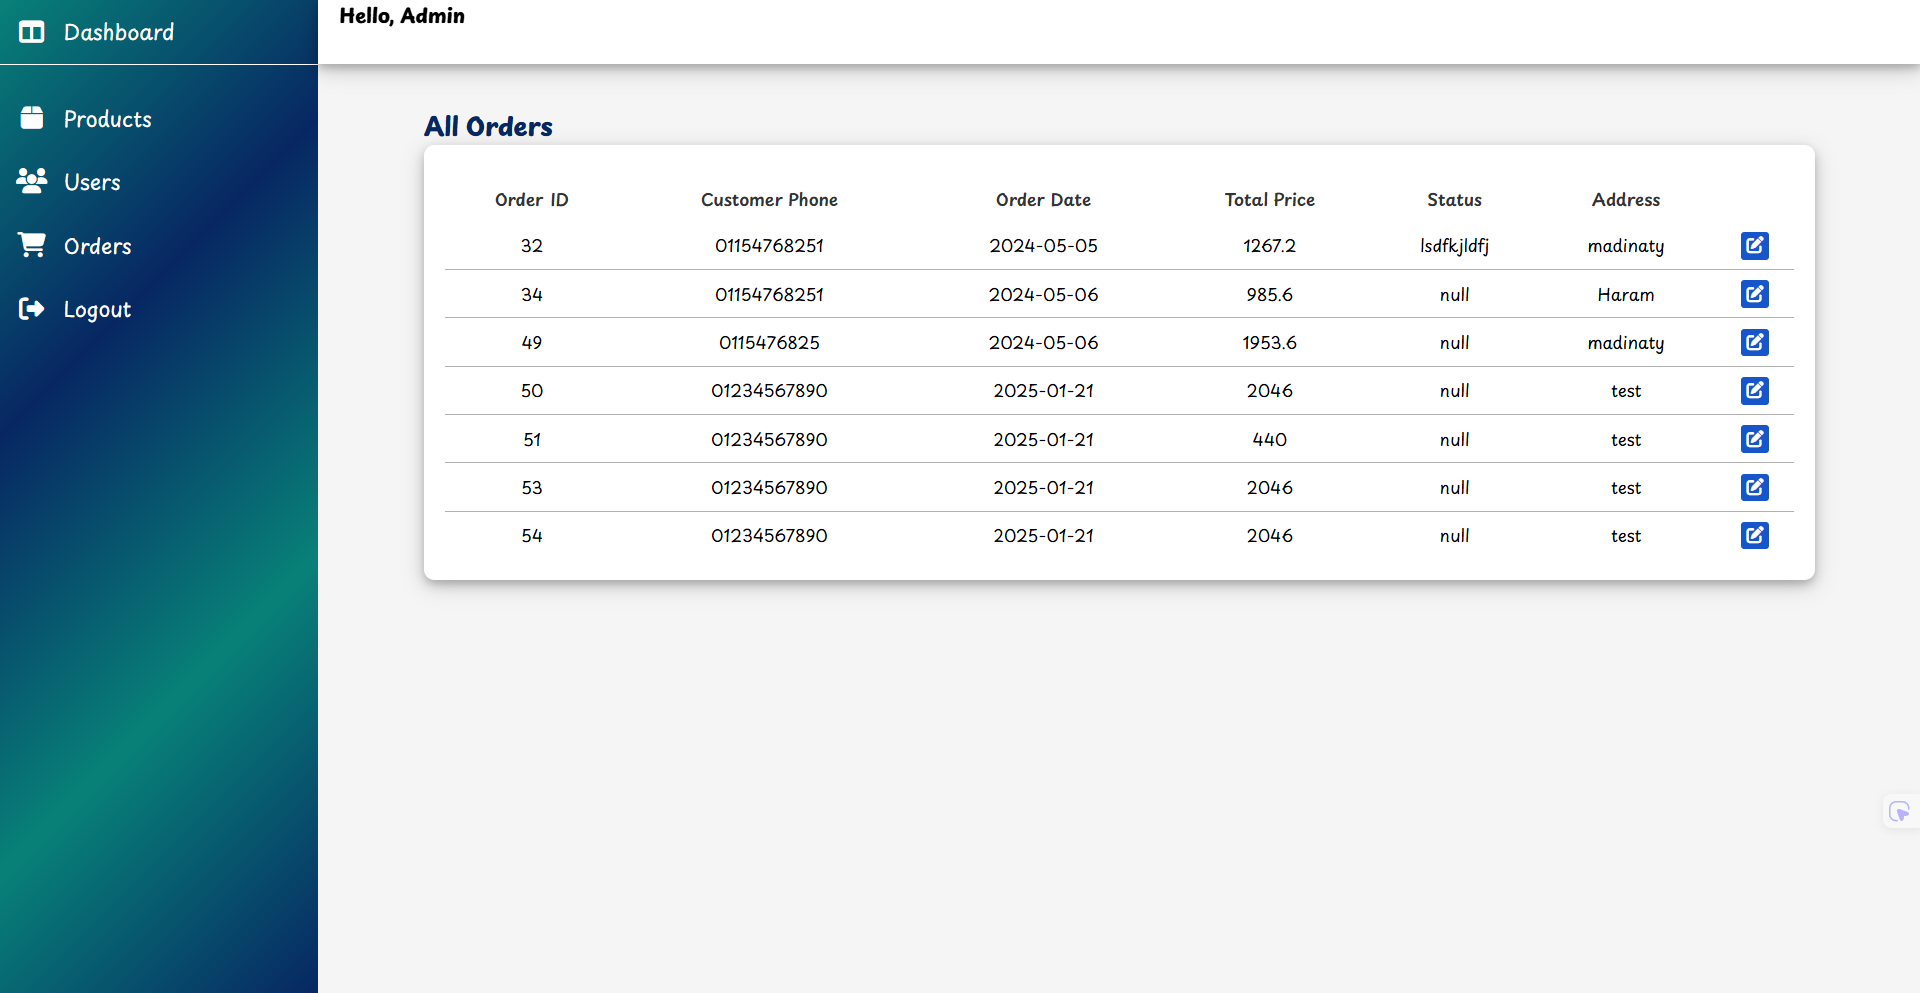 Dashboard
Products
Users
Orders
Logout
Hello, Admin
All Orders
Order ID Customer Phone Order Date Total Price Status Address
32 01154768251 2024-05-05 1267.2 lsdfkjldfj madinaty
34 01154768251 2024-05-06 985.6 null Haram
49 0115476825 2024-05-06 1953.6 null madinaty
50 01234567890 2025-01-21 2046 null test
51 01234567890 2025-01-21 440 null test
53 01234567890 2025-01-21 2046 null test
54 01234567890 2025-01-21 2046 null test